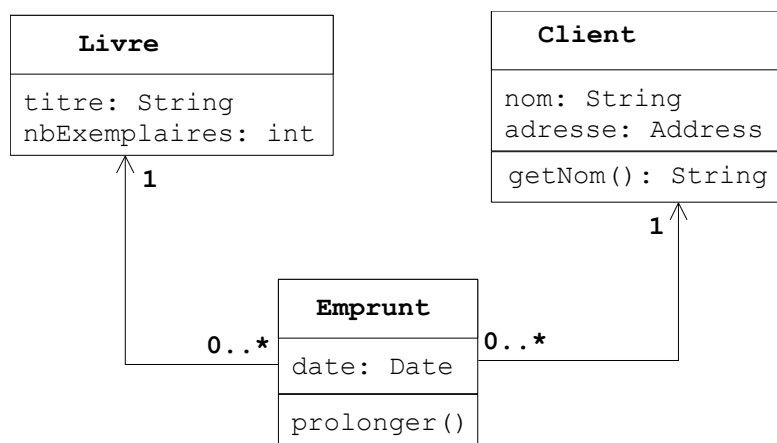 Livre
titre: String
nbExemplaires: int
1
Client
nom: String
adresse: Address
getNom(): String
1
Emprunt
0..*
0..*
date: Date
prolonger()